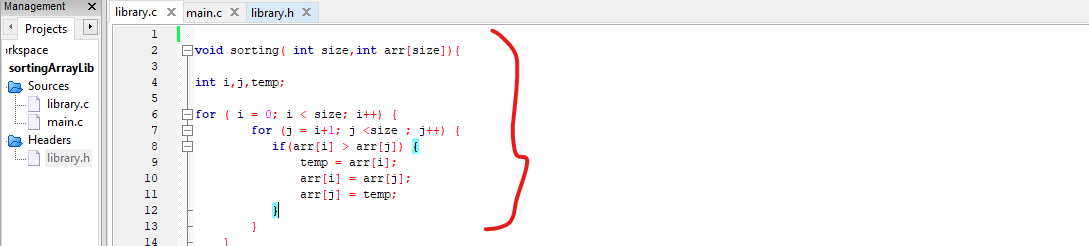 Management
library.c
main.c
library.h
Projects
orkspace
sortingArrayLib
Sources
library.c
main.c
Headers
library.h
1
2 void sorting( int size,int arr[size]){
3
4 int i,j,temp;
5
6 for ( i = 0; i < size; i++) {
7 for (j = i+1; j <size ; j++) {
8 if(arr[i] > arr[j]) {
9 temp = arr[i];
10 arr[i] = arr[j];
11 arr[j] = temp;
12 }
13 }
14 }